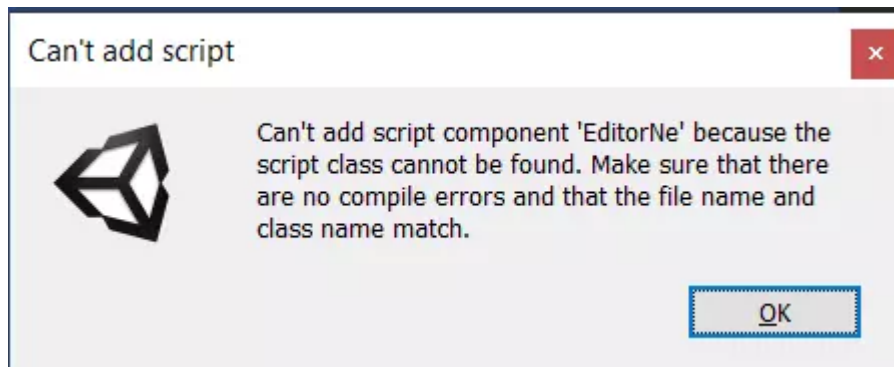 Can't add script
Can't add script component 'EditorNe' because the
script class cannot be found. Make sure that there
are no compile errors and that the file name and
class name match.
OK